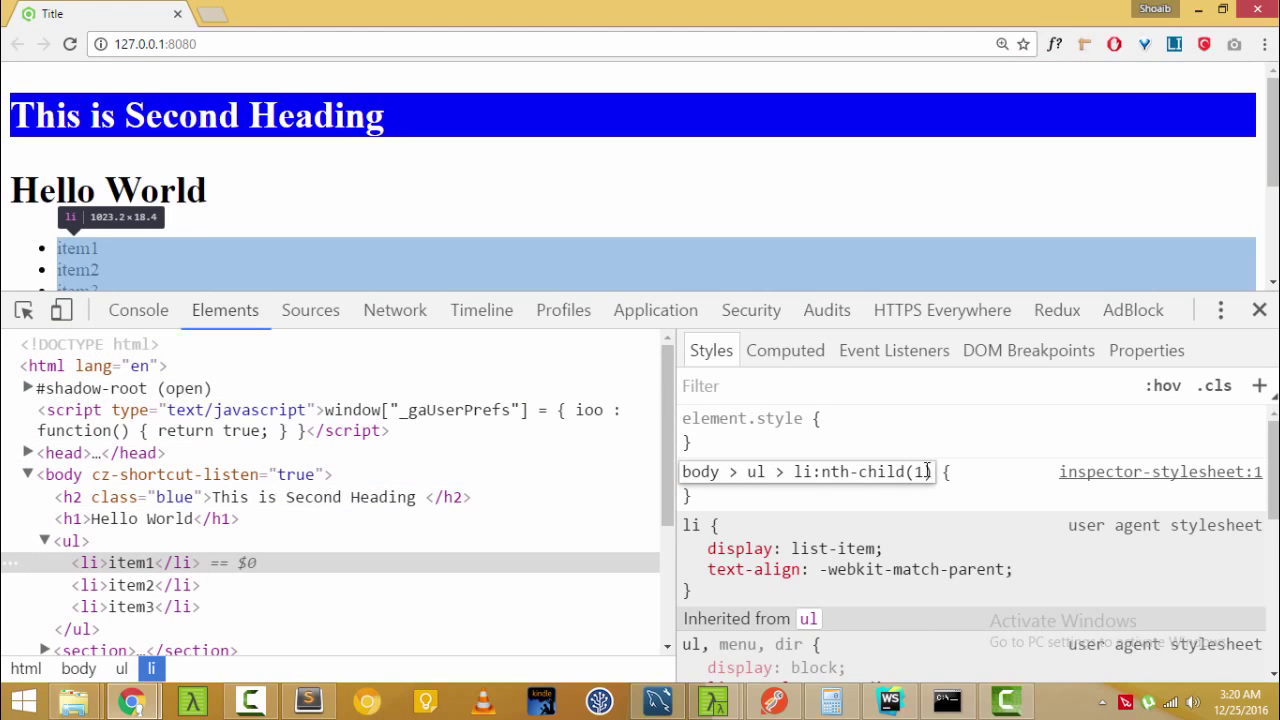 Title
Shoaib
127.0.0.1:8080
f?
LI
This is Second Heading
Hello World
li 1023.2×18.4
item1
item2
Console Elements Sources Network Timeline Profiles Application Security Audits HTTPS Everywhere Redux AdBlock
<!DOCTYPE html>
<html lang="en">
#shadow-root (open)
<script type="text/javascript">window["_gaUserPrefs"] = { ioo :
function() { return true; } }</script>
<head>…</head>
<body cz-shortcut-listen="true">
<h2 class="blue">This is Second Heading </h2>
<h1>Hello World</h1>
<ul>
<li>item1</li> == $0
<li>item2</li>
<li>item3</li>
</ul>
<section>…</section>
html body ul li
Styles Computed Event Listeners DOM Breakpoints Properties
Filter :hov .cls +
element.style {
}
body > ul > li:nth-child(1) { inspector-stylesheet:1
}
li { user agent stylesheet
display: list-item;
text-align: -webkit-match-parent;
}
Inherited from ul
Activate Windows
Go to PC settings to activate Windows.
ul, menu, dir { user agent stylesheet
display: block;
kindle
WS
3:20 AM
12/25/2016